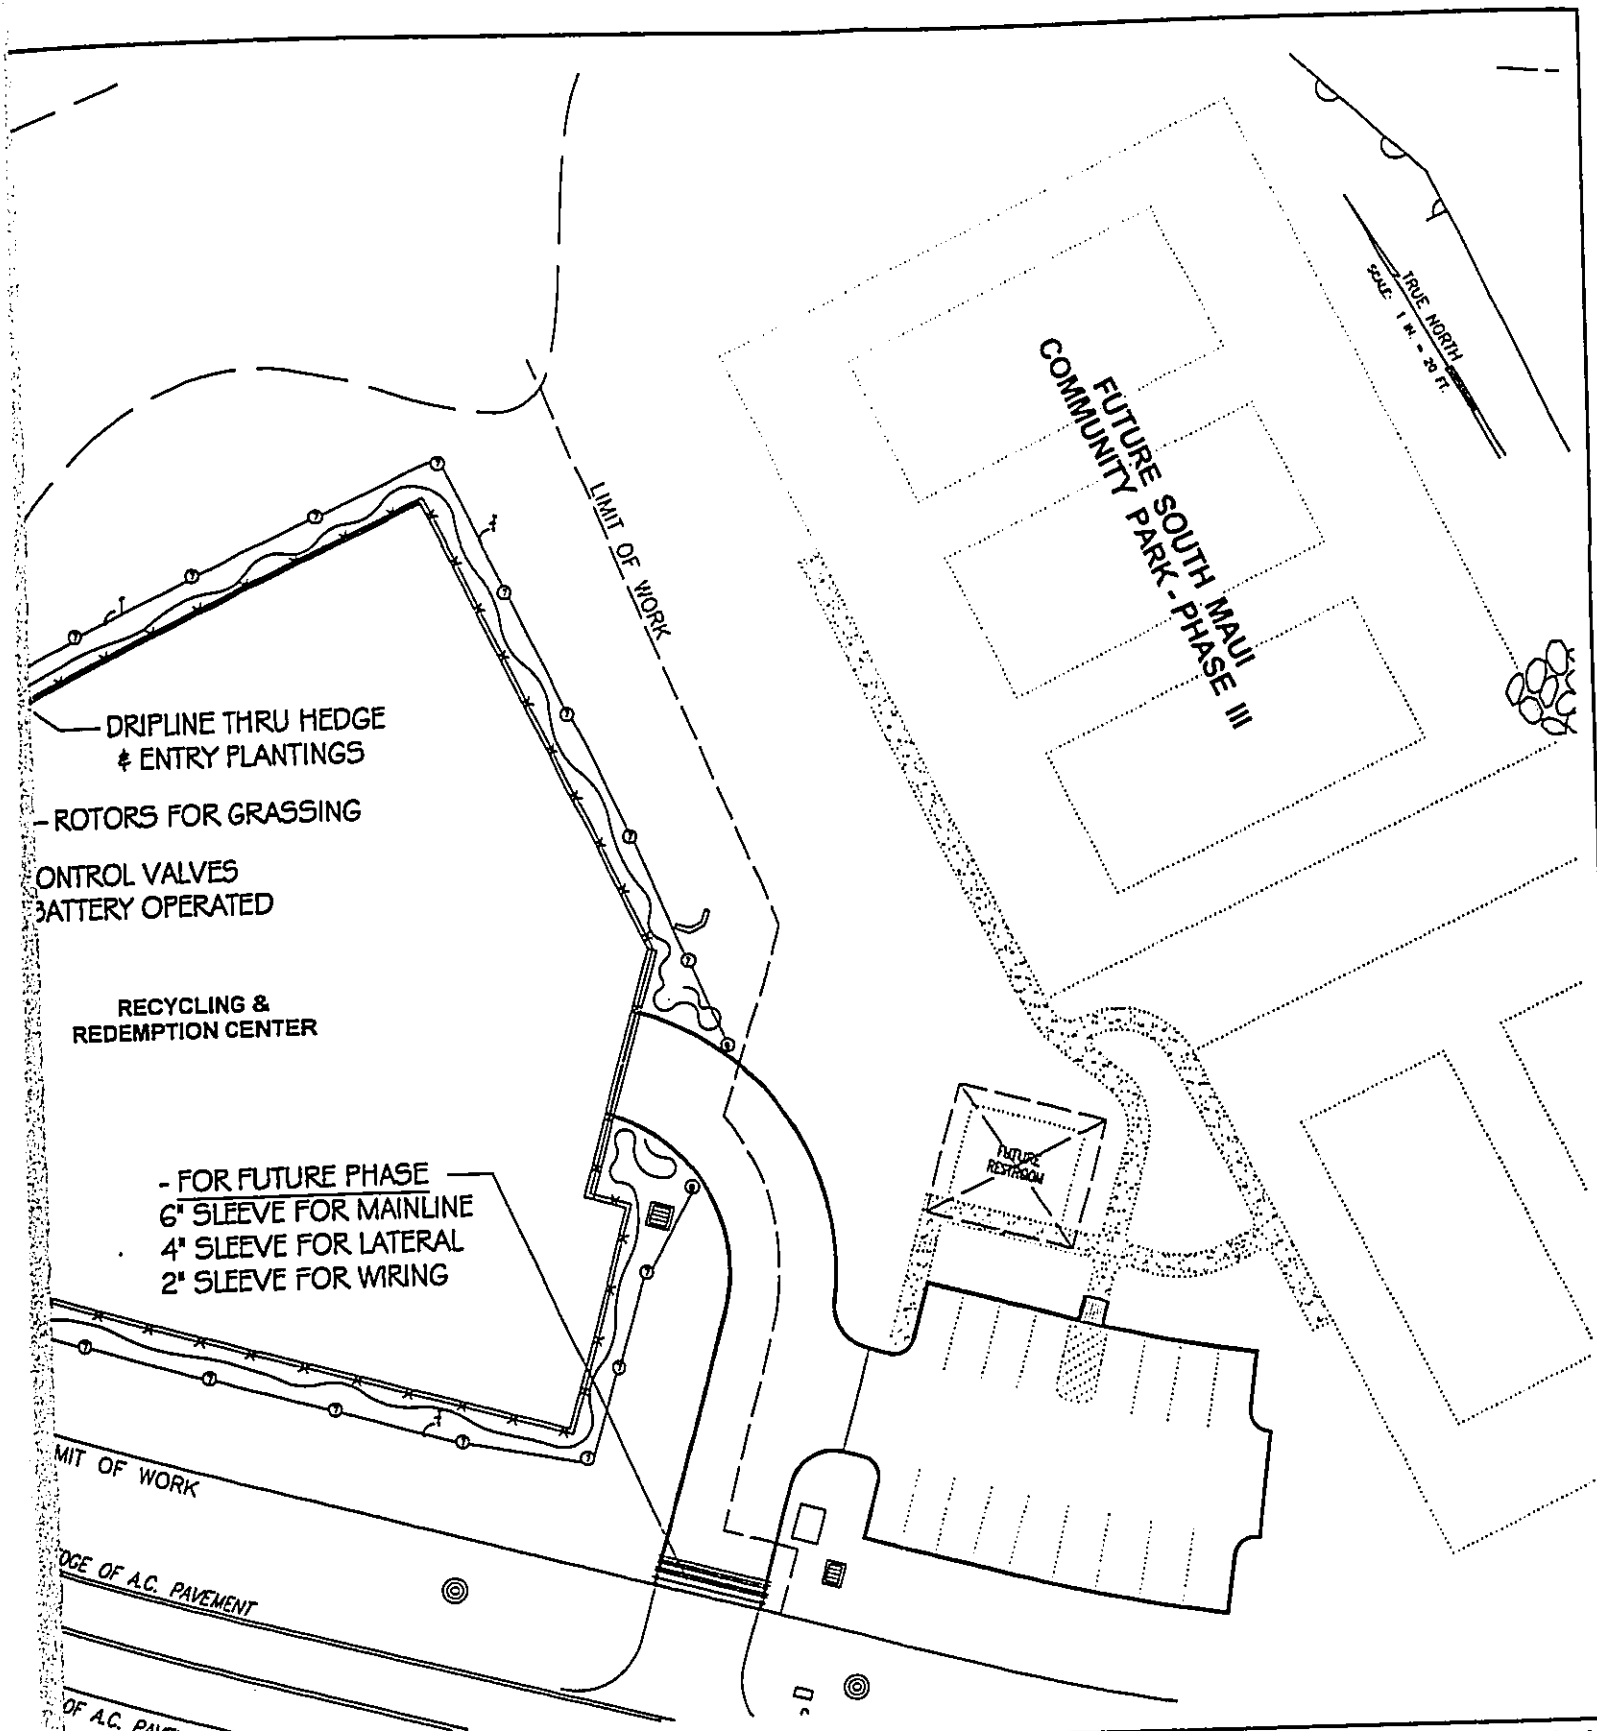 TRUE NORTH
SCALE: 1 IN. = 20 FT.
FUTURE SOUTH MAUI
COMMUNITY PARK - PHASE III
LIMIT OF WORK
DRIPLINE THRU HEDGE
& ENTRY PLANTINGS
- ROTORS FOR GRASSING
ONTROL VALVES
BATTERY OPERATED
RECYCLING &
REDEMPTION CENTER
FUTURE
RESTROOM
- FOR FUTURE PHASE
6" SLEEVE FOR MAINLINE
4" SLEEVE FOR LATERAL
2" SLEEVE FOR WIRING
MIT OF WORK
DGE OF A.C. PAVEMENT
OF A.C.